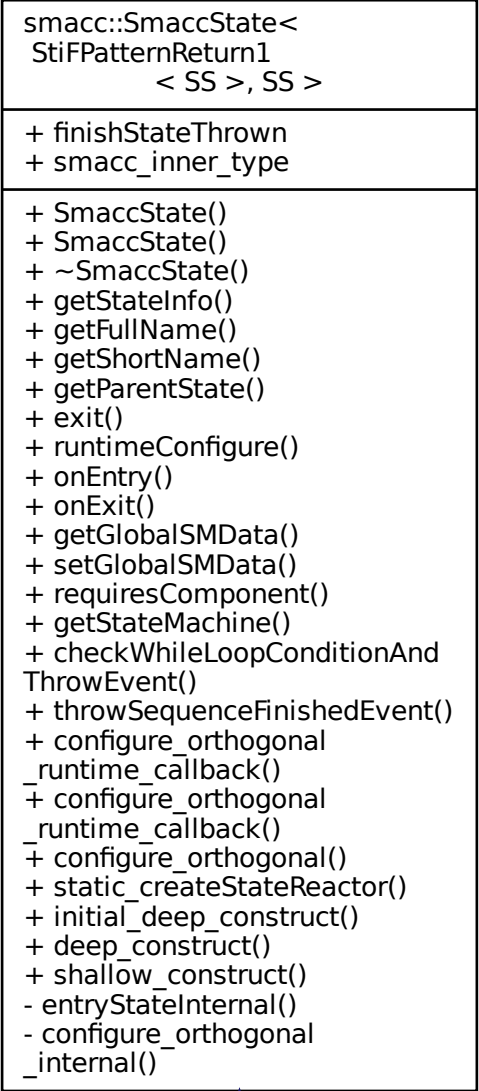 smacc::SmaccState<
StiFPatternReturn1
< SS >, SS >
+ finishStateThrown
+ smacc_inner_type
+ SmaccState()
+ SmaccState()
+ ~SmaccState()
+ getStateInfo()
+ getFullName()
+ getShortName()
+ getParentState()
+ exit()
+ runtimeConfigure()
+ onEntry()
+ onExit()
+ getGlobalSMData()
+ setGlobalSMData()
+ requiresComponent()
+ getStateMachine()
+ checkWhileLoopConditionAnd
ThrowEvent()
+ throwSequenceFinishedEvent()
+ configure_orthogonal
_runtime_callback()
+ configure_orthogonal
_runtime_callback()
+ configure_orthogonal()
+ static_createStateReactor()
+ initial_deep_construct()
+ deep_construct()
+ shallow_construct()
- entryStateInternal()
- configure_orthogonal
_internal()